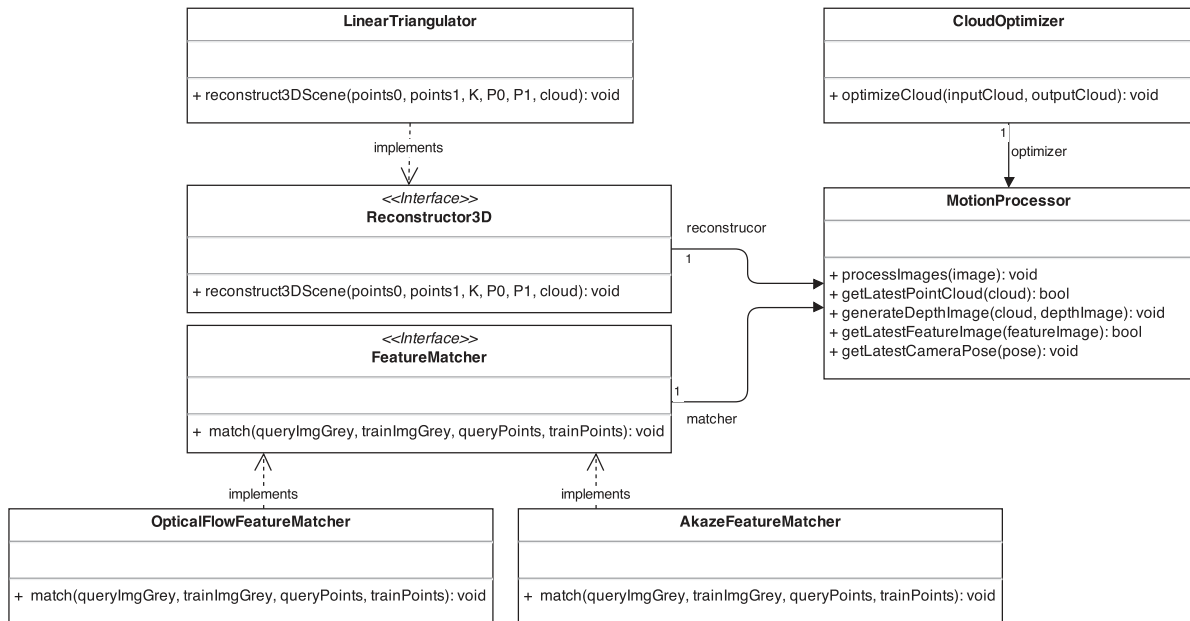 LinearTriangulator
+ reconstruct3DScene(points0, points1, K, P0, P1, cloud): void
CloudOptimizer
+ optimizeCloud(inputCloud, outputCloud): void
implements
1
optimizer
<<Interface>>
Reconstructor3D
+ reconstruct3DScene(points0, points1, K, P0, P1, cloud): void
reconstrucor
1
MotionProcessor
+ processImages(image): void
+ getLatestPointCloud(cloud): bool
+ generateDepthImage(cloud, depthImage): void
+ getLatestFeatureImage(featureImage): bool
+ getLatestCameraPose(pose): void
<<Interface>>
FeatureMatcher
+ match(queryImgGrey, trainImgGrey, queryPoints, trainPoints): void
1
matcher
implements
implements
OpticalFlowFeatureMatcher
+ match(queryImgGrey, trainImgGrey, queryPoints, trainPoints): void
AkazeFeatureMatcher
+ match(queryImgGrey, trainImgGrey, queryPoints, trainPoints): void